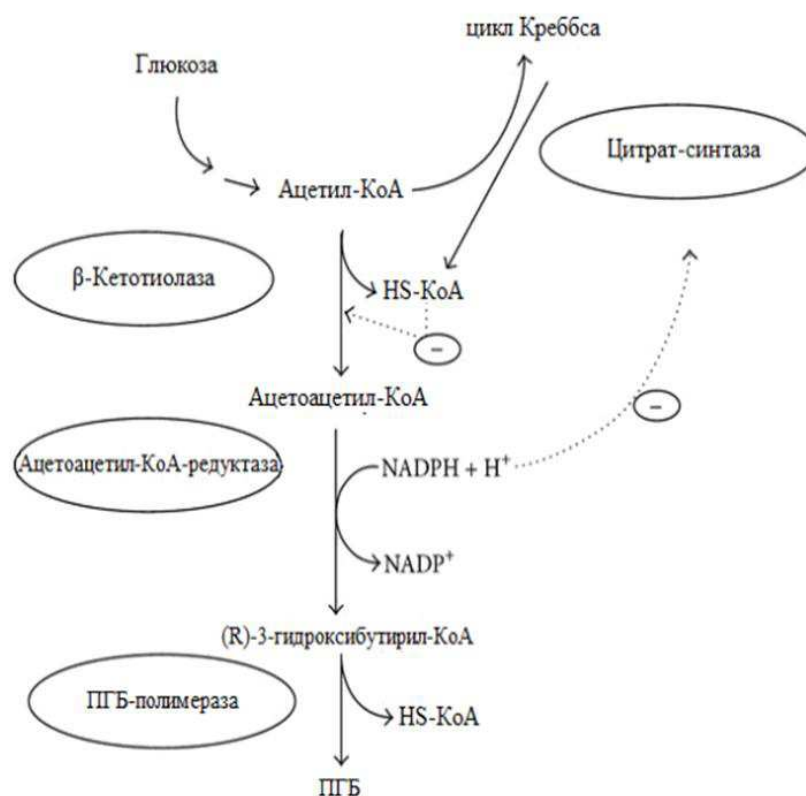 цикл Креббса
Глюкоза
Цитрат-синтаза
Ацетил-КоА
β-Кетотиолаза
HS-КоА
−
Ацетоацетил-КоА
−
Ацетоацетил-КоА-редуктаза
NADPH + H⁺
NADP⁺
(R)-3-гидроксибутирил-КоА
ПГБ-полимераза
HS-КоА
ПГБ